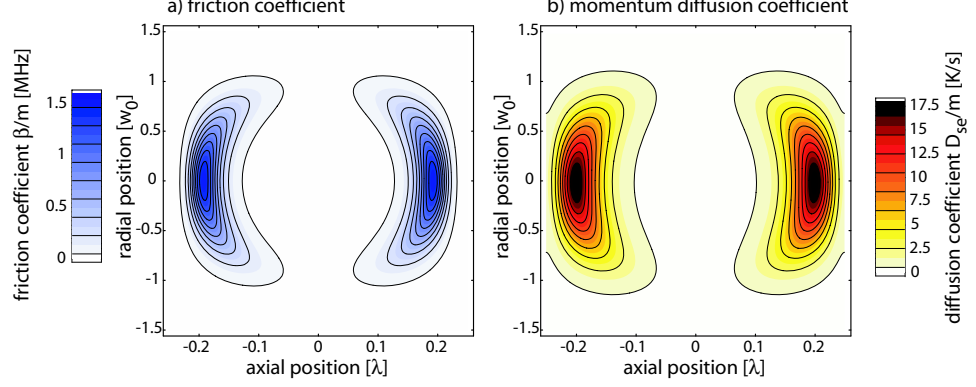 a) friction coefficient
b) momentum diffusion coefficient
friction coefficient β/m [MHz]
1.5
1
0.5
0
radial position [w0]
1.5
1
0.5
0
-0.5
-1
-1.5
-0.2 -0.1 0 0.1 0.2
axial position [λ]
radial position [w0]
1.5
1
0.5
0
-0.5
-1
-1.5
-0.2 -0.1 0 0.1 0.2
axial position [λ]
17.5
15
12.5
10
7.5
5
2.5
0
diffusion coefficient Dse/m [K/s]